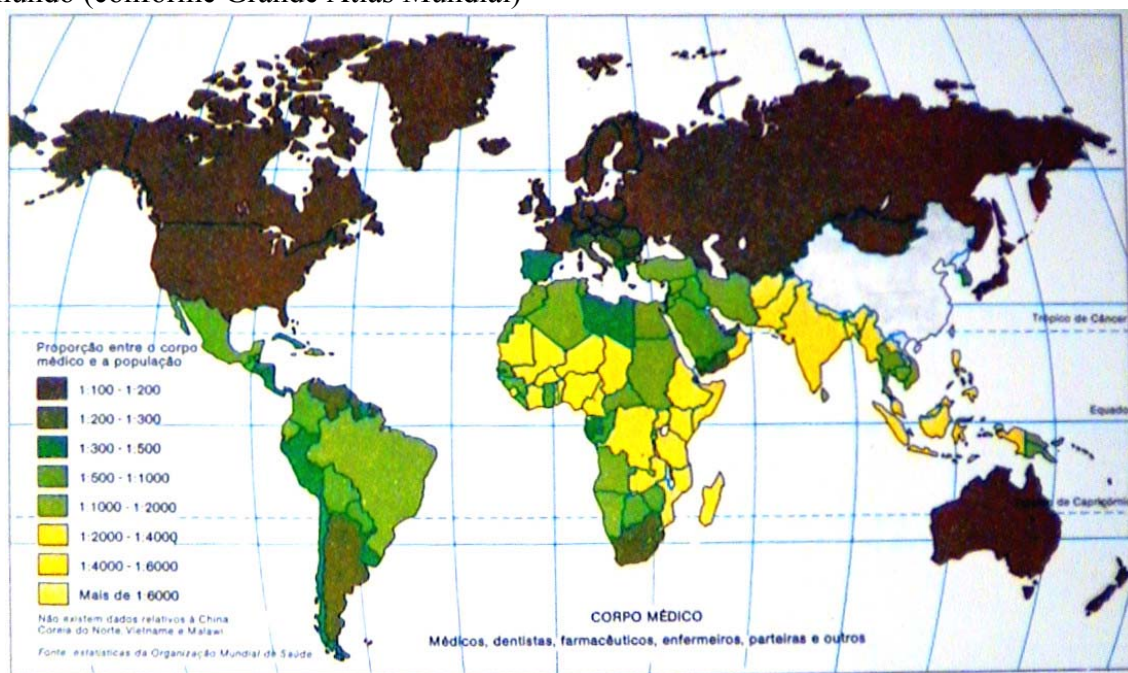 mundo (conforme Grande Atlas Mundial)
Proporção entre o corpo
médico e a população
1:100 - 1:200
1:200 - 1:300
1:300 - 1:500
1:500 - 1:1000
1:1000 - 1:2000
1:2000 - 1:4000
1:4000 - 1:6000
Mais de 1:6000
Não existem dados relativos à China
Coreia do Norte, Vietname e Malawi
Fonte: estatísticas da Organização Mundial de Saúde
Trópico de Câncer
Equado
de Capricórnio
CORPO MÉDICO
Médicos, dentistas, farmacêuticos, enfermeiros, parteiras e outros